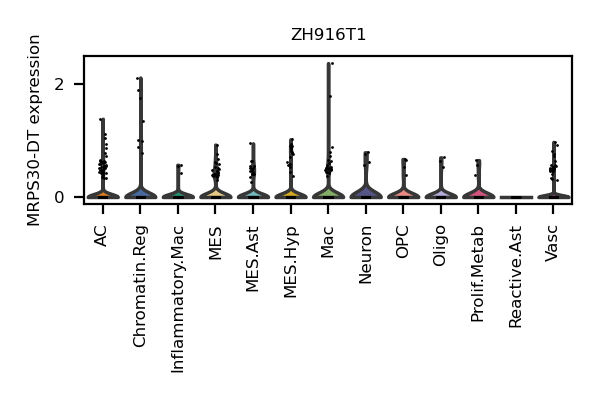 ZH916T1
MRPS30-DT expression
2
0
AC
Chromatin.Reg
Inflammatory.Mac
MES
MES.Ast
MES.Hyp
Mac
Neuron
OPC
Oligo
Prolif.Metab
Reactive.Ast
Vasc